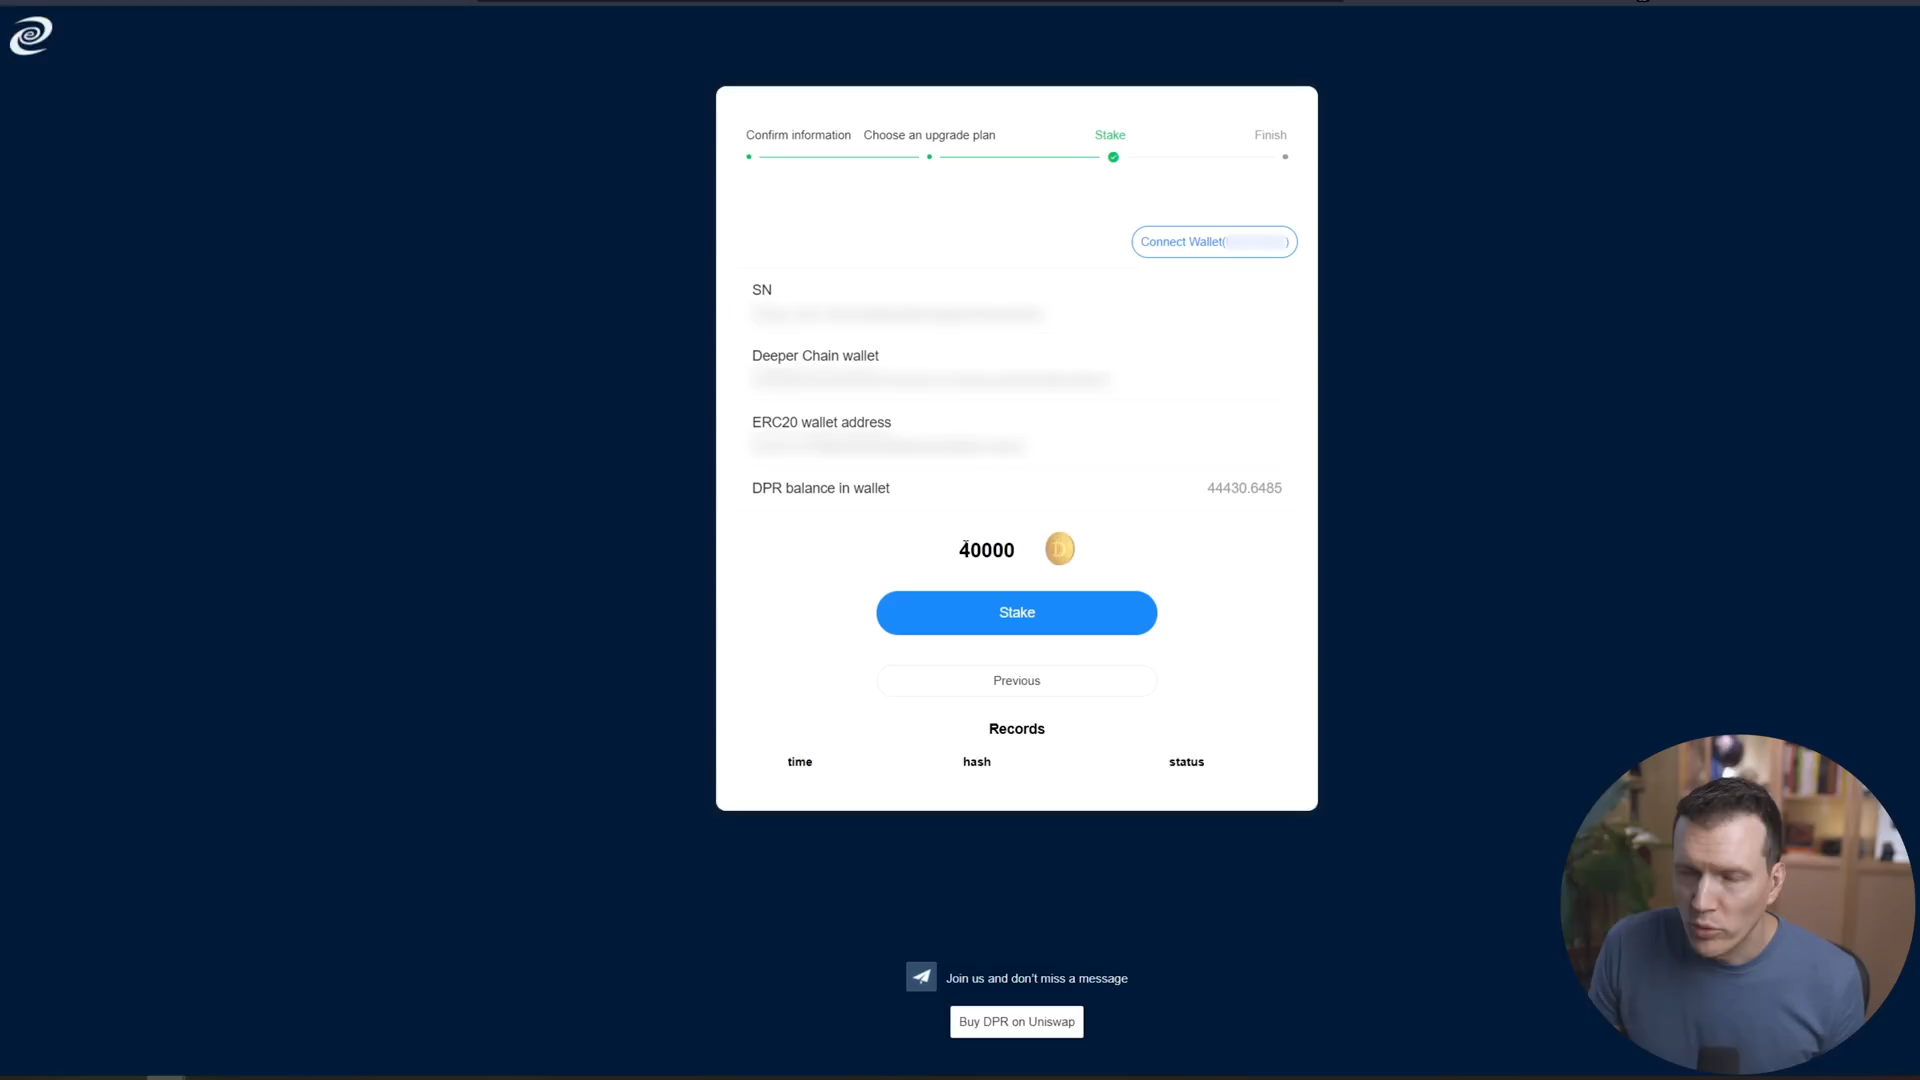 Confirm information Choose an upgrade plan Stake Finish
Connect Wallet( )
SN
Deeper Chain wallet
ERC20 wallet address
DPR balance in wallet 44430.6485
40000 D
Stake
Previous
Records
time hash status
Join us and don't miss a message
Buy DPR on Uniswap